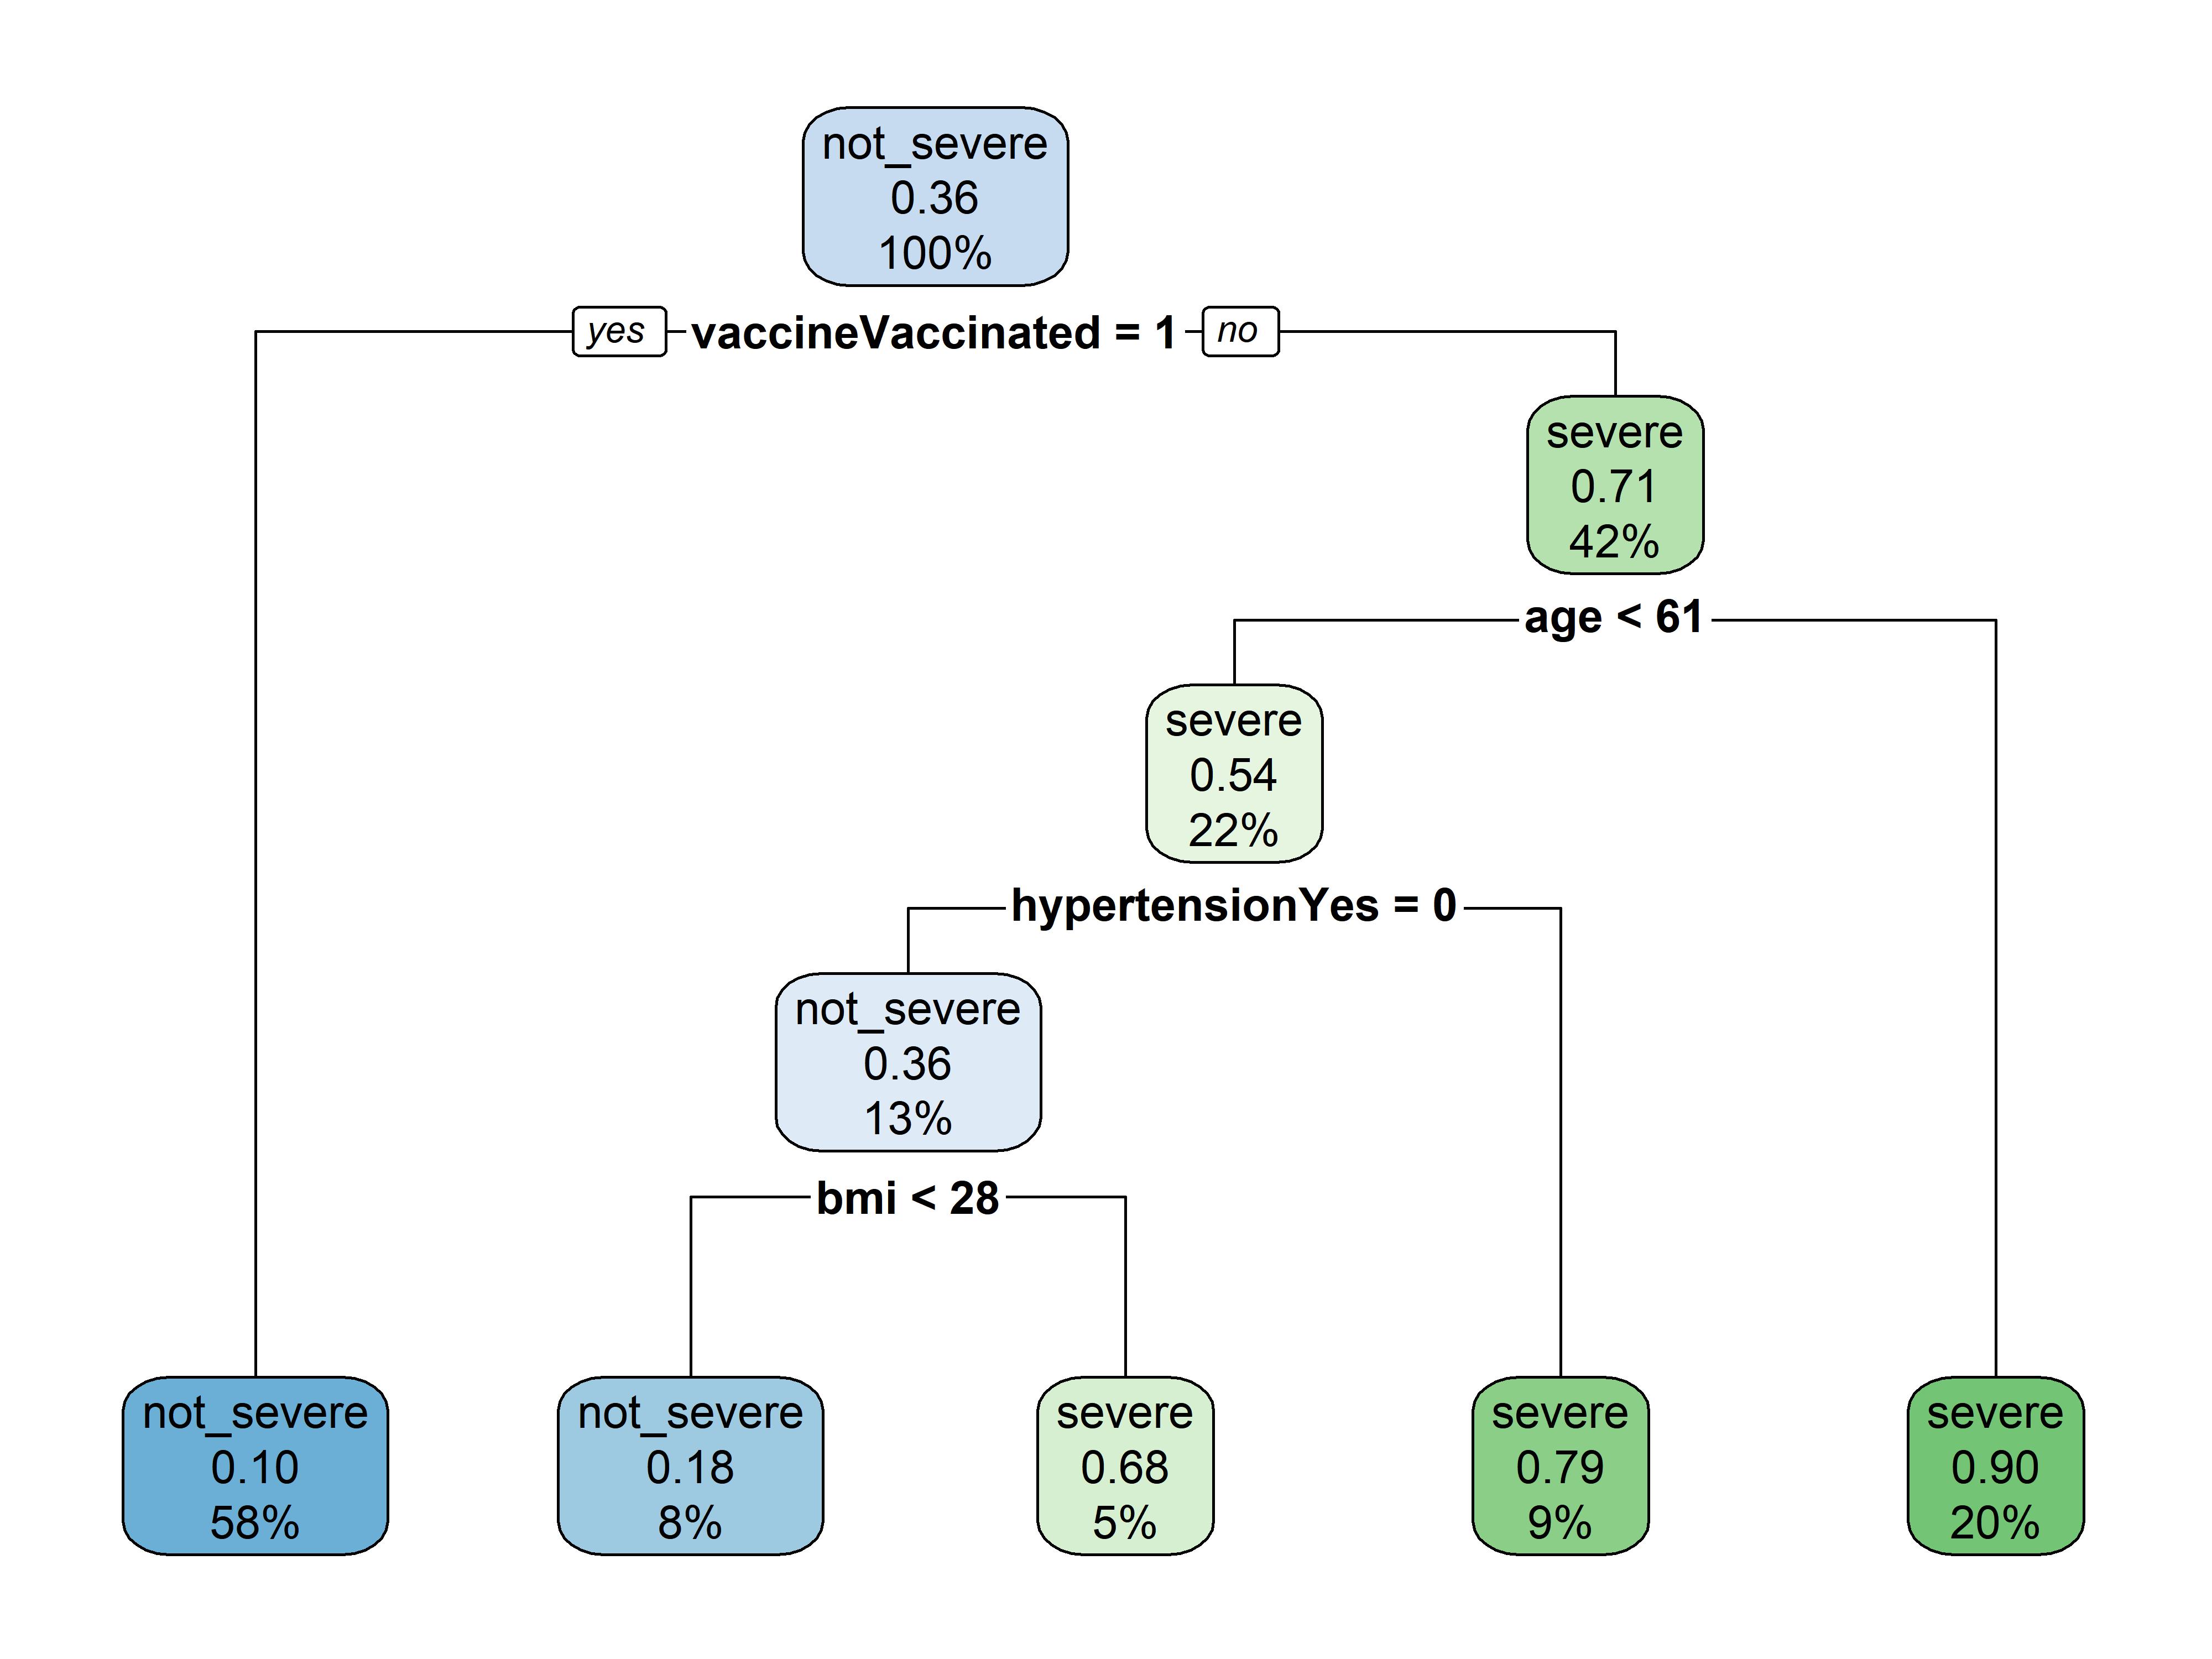 not_severe
0.36
100%
yes vaccineVaccinated = 1 no
severe
0.71
42%
age < 61
severe
0.54
22%
hypertensionYes = 0
not_severe
0.36
13%
bmi < 28
not_severe
0.10
58%
not_severe
0.18
8%
severe
0.68
5%
severe
0.79
9%
severe
0.90
20%